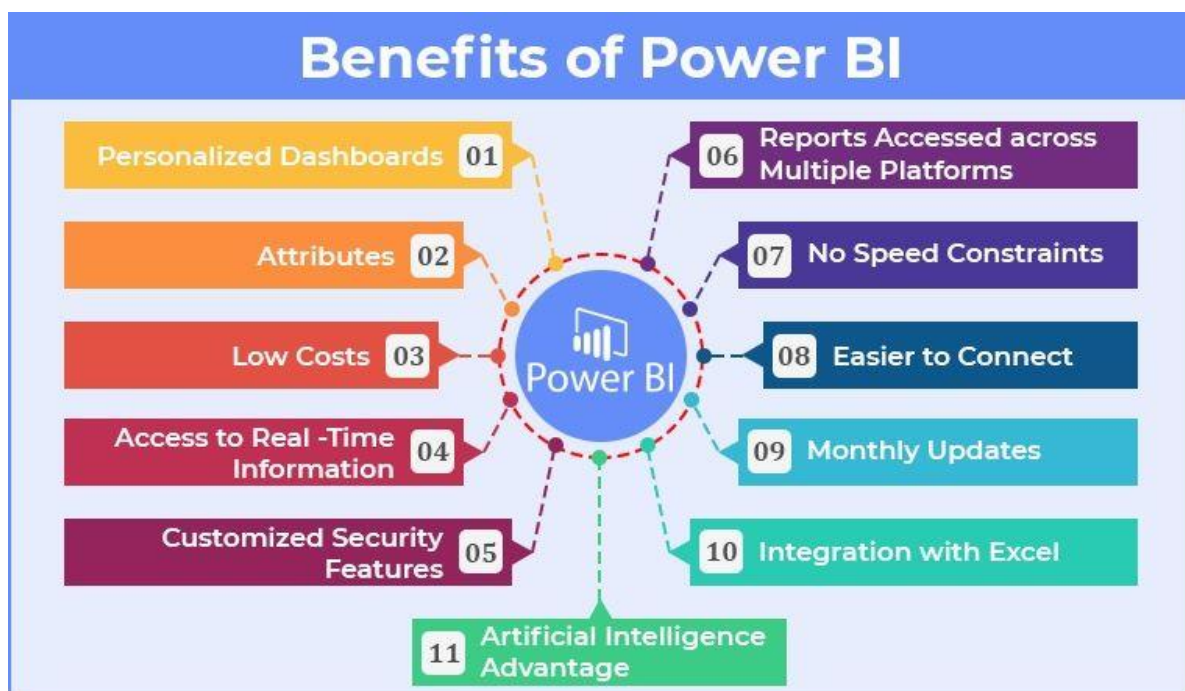 Benefits of Power BI
Personalized Dashboards 01
Attributes 02
Low Costs 03
Access to Real -Time
Information
04
Customized Security
Features
05
06
Reports Accessed across
Multiple Platforms
07 No Speed Constraints
08 Easier to Connect
09 Monthly Updates
10 Integration with Excel
11
Artificial Intelligence
Advantage
Power BI